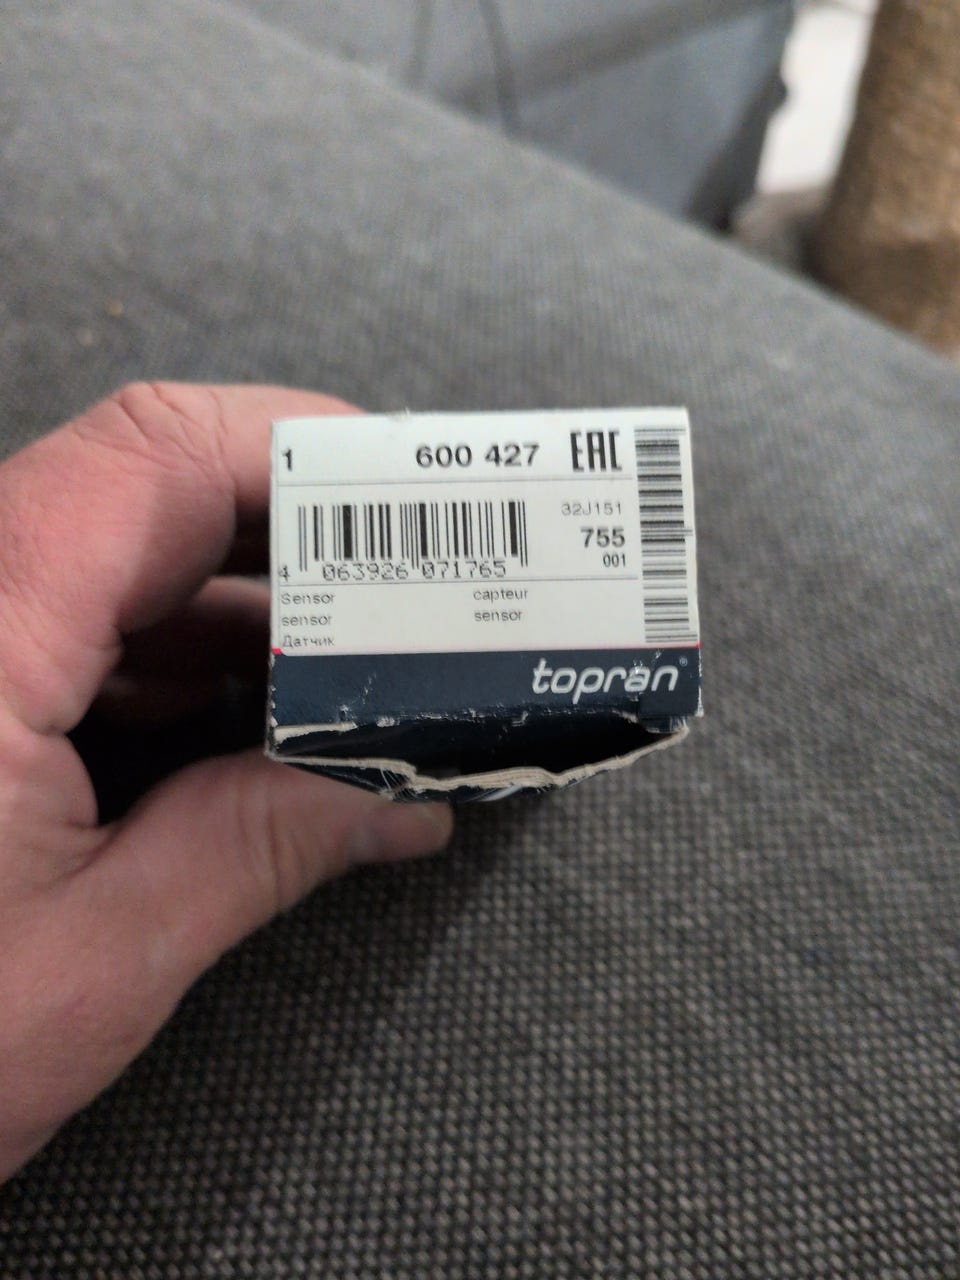 1 600 427 EAC
32J151
755
001
4 063926 071765
Sensor capteur
sensor sensor
Датчик
topran®